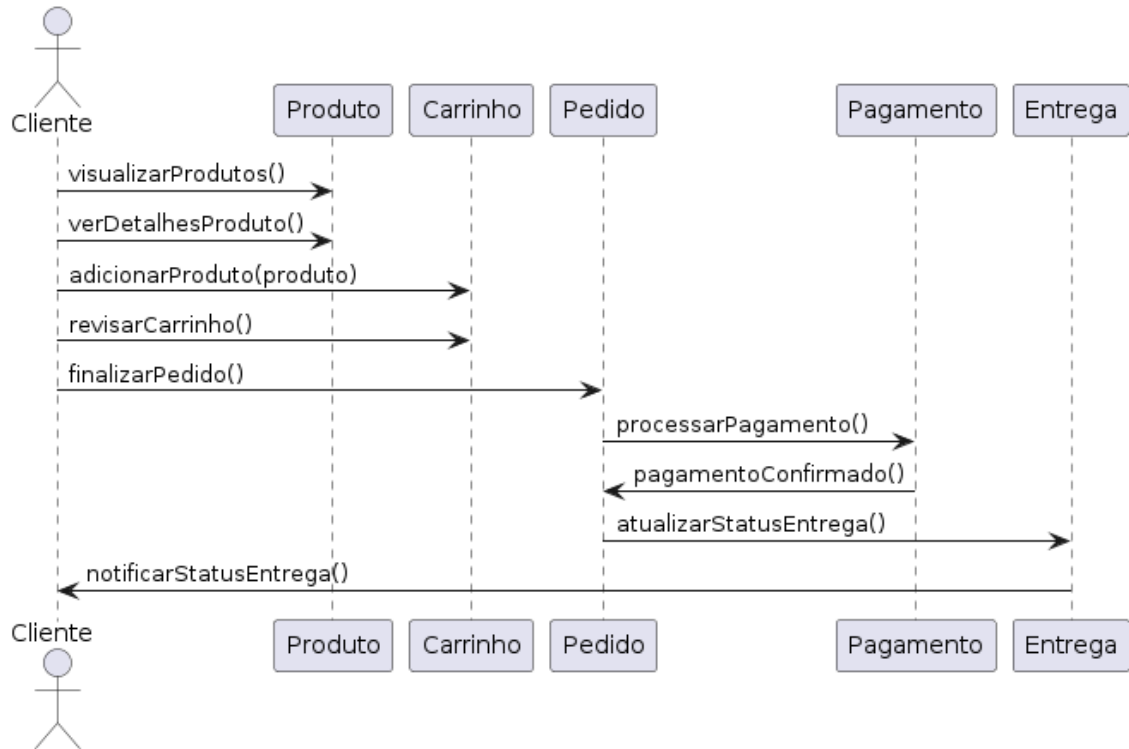 Cliente
Produto
Carrinho
Pedido
Pagamento
Entrega
visualizarProdutos()
verDetalhesProduto()
adicionarProduto(produto)
revisarCarrinho()
finalizarPedido()
processarPagamento()
pagamentoConfirmado()
atualizarStatusEntrega()
notificarStatusEntrega()
Cliente
Produto
Carrinho
Pedido
Pagamento
Entrega